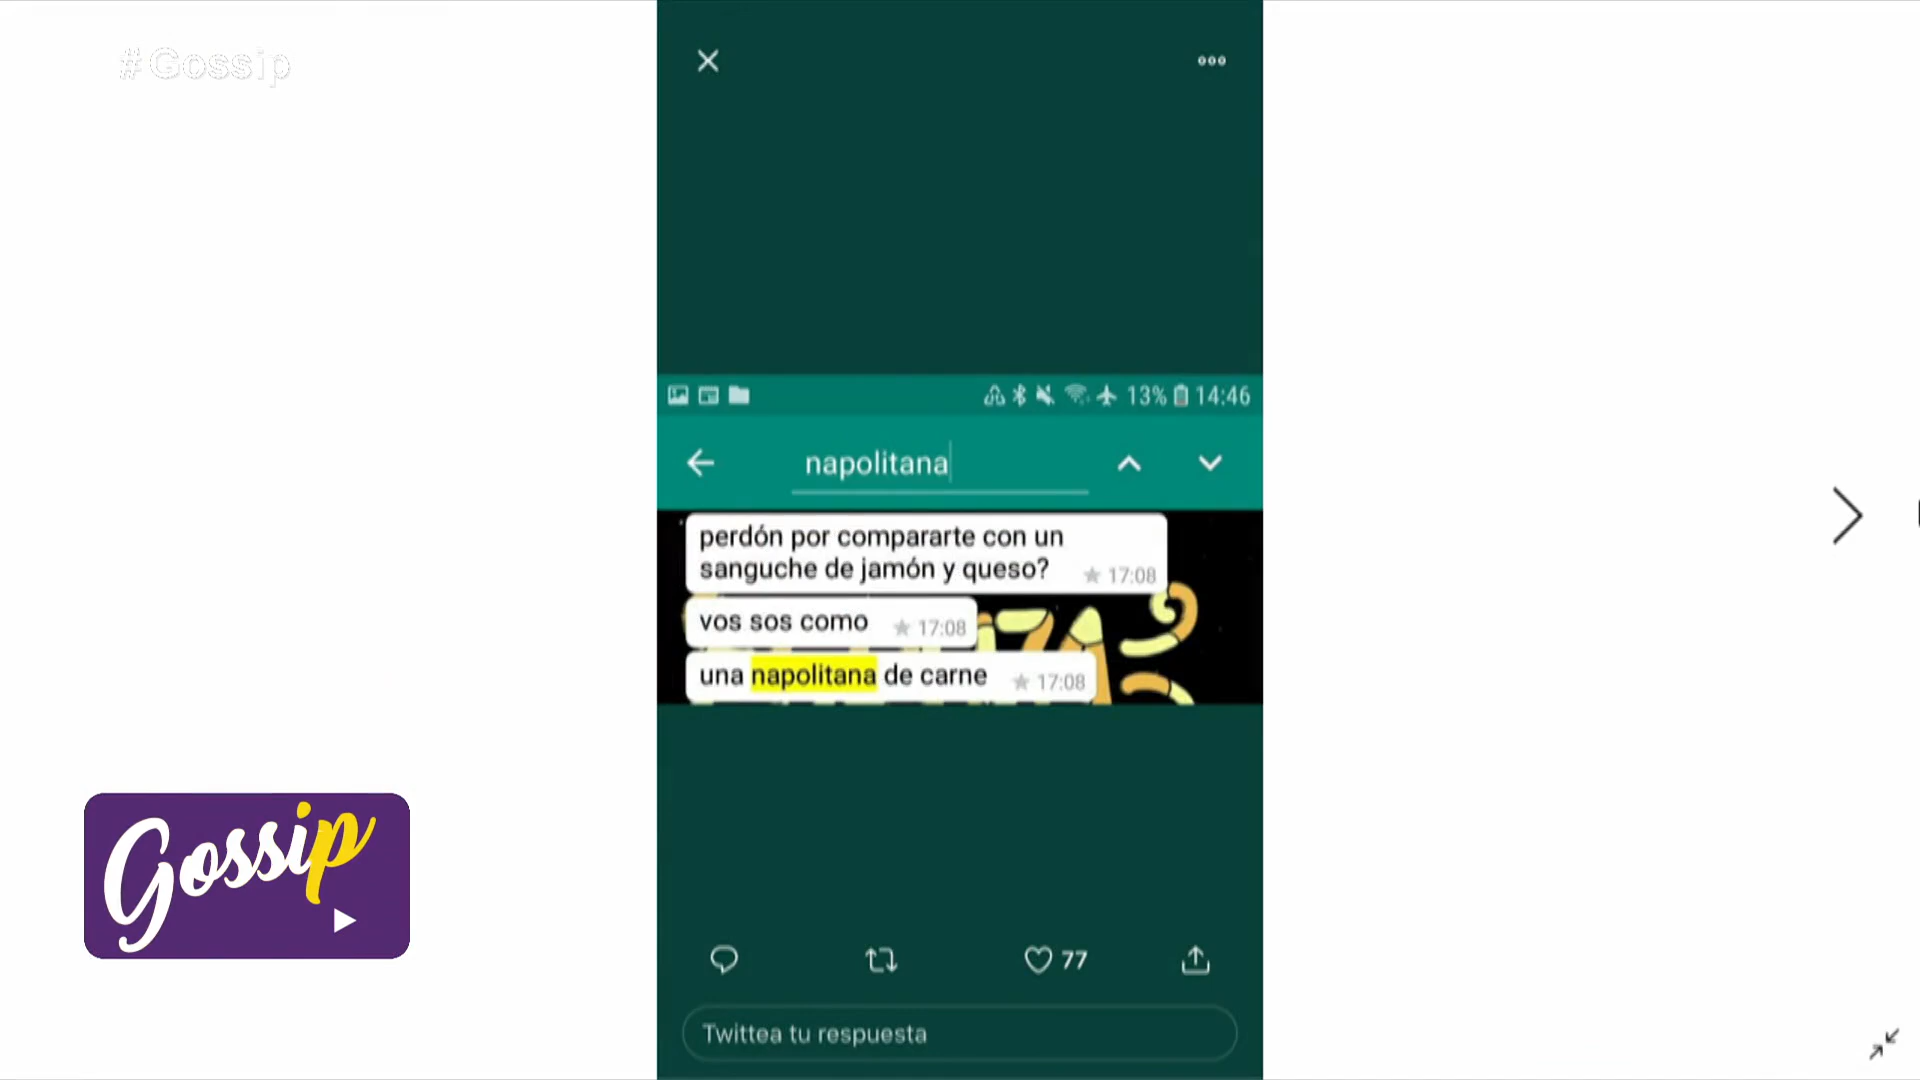 #Gossip
13% 14:46
napolitana
perdón por compararte con un
sanguche de jamón y queso? 17:08
vos sos como 17:08
una napolitana de carne 17:08
Gossip
77
Twittea tu respuesta